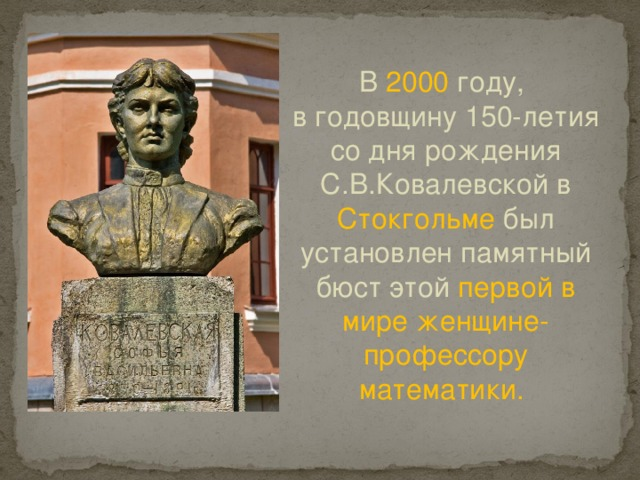 В 2000 году,
в годовщину 150-летия
со дня рождения
С.В.Ковалевской в
Стокгольме был
установлен памятный
бюст этой первой в
мире женщине-
профессору
математики.
КОВАЛЕВСКАЯ
СОФЬЯ
ВАСИЛЬЕВНА